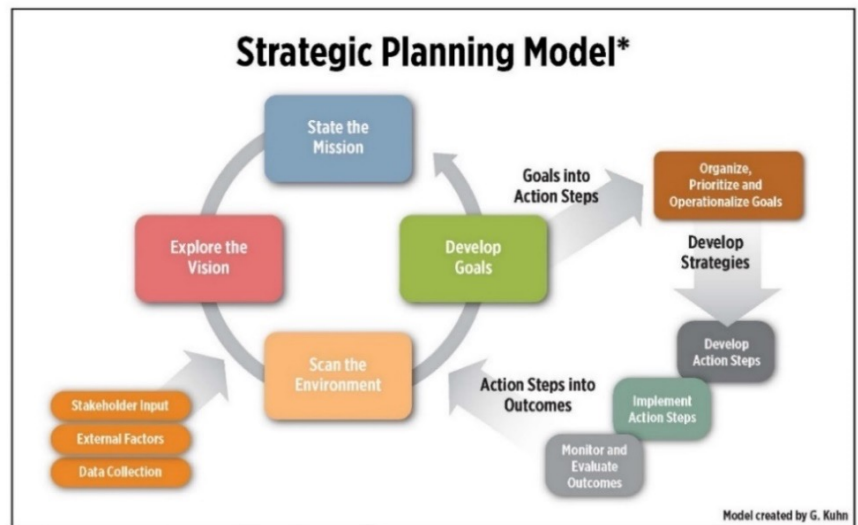 Strategic Planning Model*
State the
Mission
Explore the
Vision
Develop
Goals
Scan the
Environment
Stakeholder Input
External Factors
Data Collection
Goals into
Action Steps
Organize,
Prioritize and
Operationalize Goals
Develop
Strategies
Develop
Action Steps
Implement
Action Steps
Monitor and
Evaluate
Outcomes
Action Steps into
Outcomes
Model created by G. Kuhn